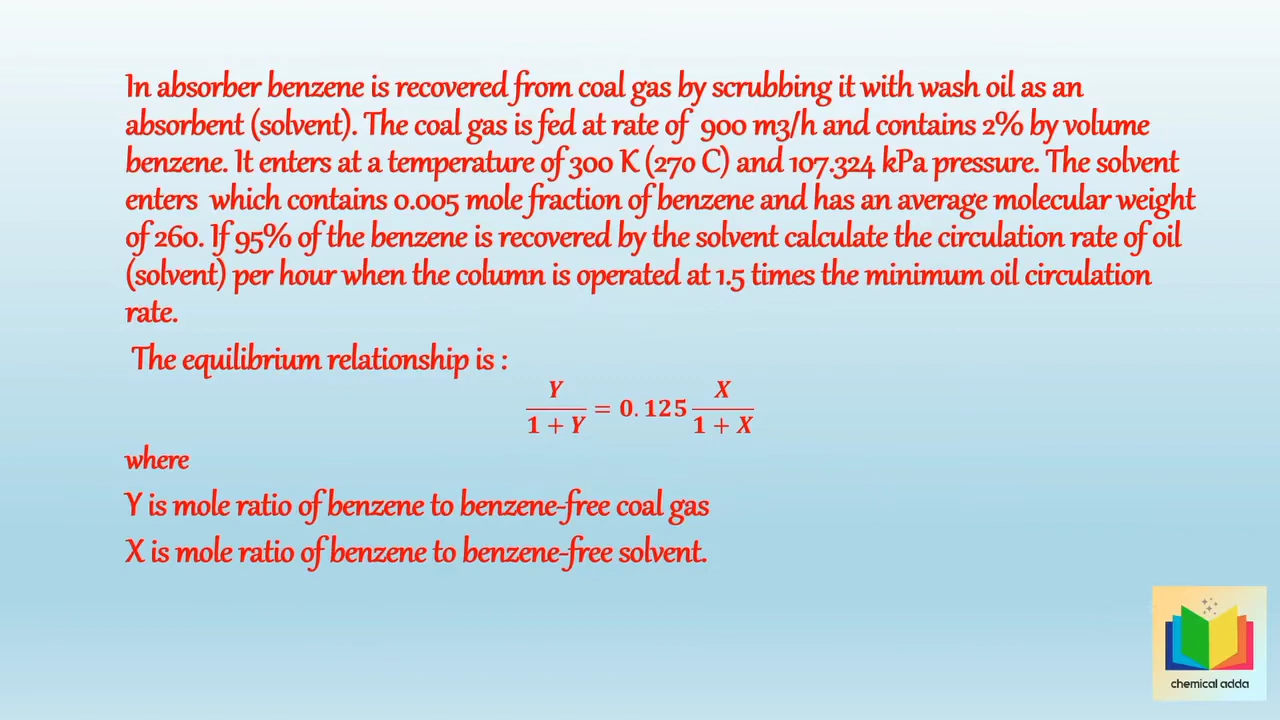 In absorber benzene is recovered from coal gas by scrubbing it with wash oil as an
absorbent (solvent). The coal gas is fed at rate of 900 m3/h and contains 2% by volume
benzene. It enters at a temperature of 300 K (270 C) and 107.324 kPa pressure. The solvent
enters which contains 0.005 mole fraction of benzene and has an average molecular weight
of 260. If 95% of the benzene is recovered by the solvent calculate the circulation rate of oil
(solvent) per hour when the column is operated at 1.5 times the minimum oil circulation
rate.
The equilibrium relationship is :
Y/(1 + Y) = 0.125 X/(1 + X)
where
Y is mole ratio of benzene to benzene-free coal gas
X is mole ratio of benzene to benzene-free solvent.
chemical adda